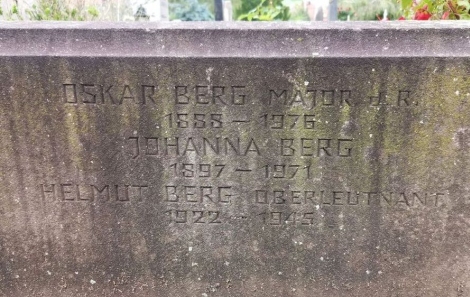 OSKAR BERG MAJOR d. R.
1888 - 1976
JOHANNA BERG
1897 - 1971
HELMUT BERG OBERLEUTNANT
1922 - 1945